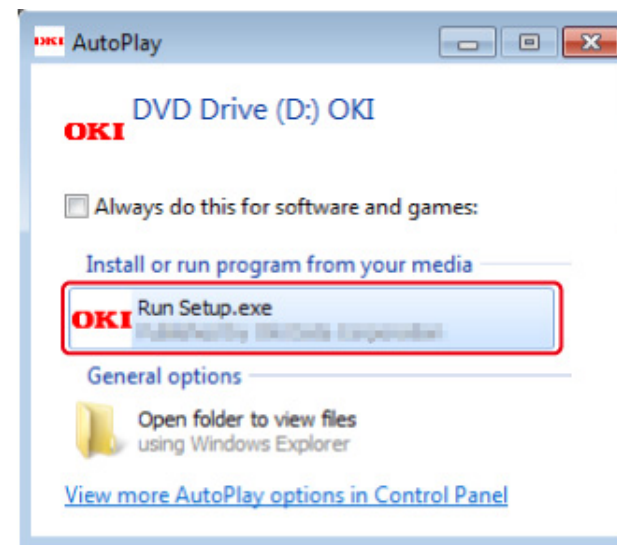 OKI AutoPlay
DVD Drive (D:) OKI
OKI
Always do this for software and games:
Install or run program from your media
OKI Run Setup.exe
General options
Open folder to view files
using Windows Explorer
View more AutoPlay options in Control Panel